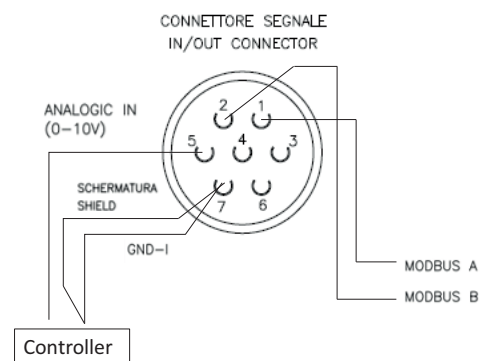 CONNETTORE SEGNALE
IN/OUT CONNECTOR
ANALOGIC IN
(0-10V)
2
1
5
4
3
SCHERMATURA
SHIELD
7
6
GND-I
MODBUS A
MODBUS B
Controller